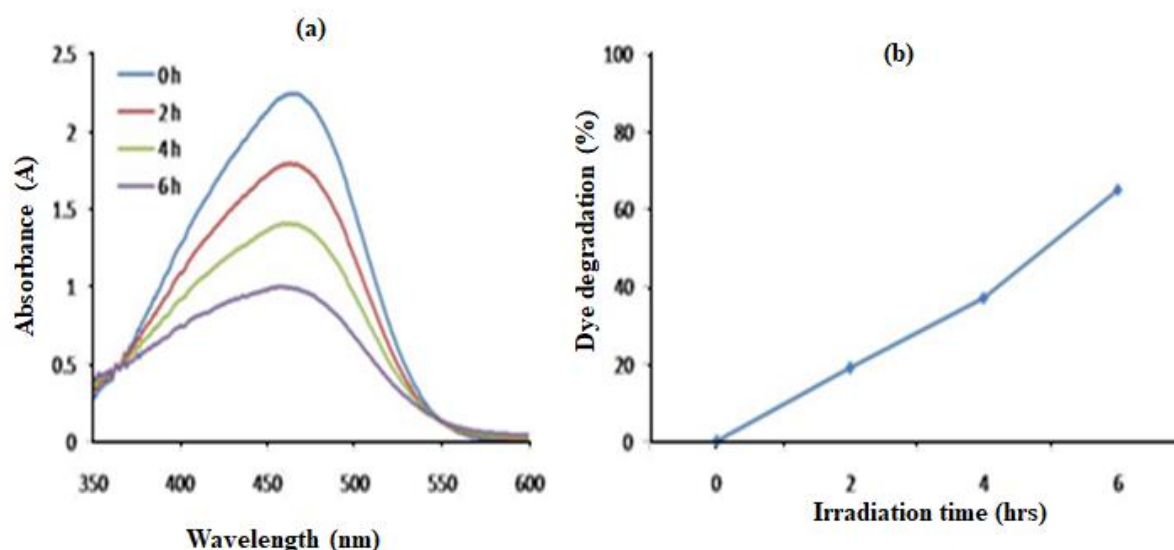 (a)
2.5
2
1.5
1
0.5
0
Absorbance (A)
0h
2h
4h
6h
350 400 450 500 550 600
Wavelength (nm)
(b)
100
80
60
40
20
0
Dye degradation (%)
0 2 4 6
Irradiation time (hrs)